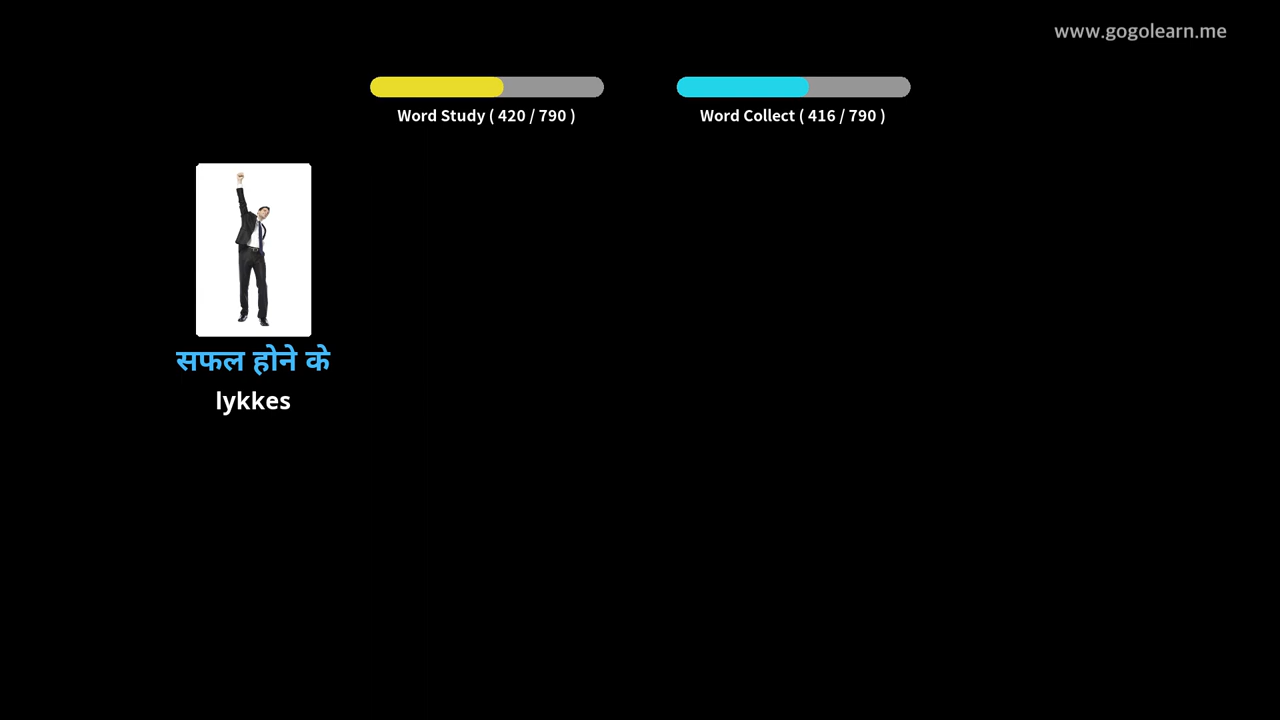 www.gogolearn.me
Word Study ( 420 / 790 )
Word Collect ( 416 / 790 )
सफल होने के
lykkes